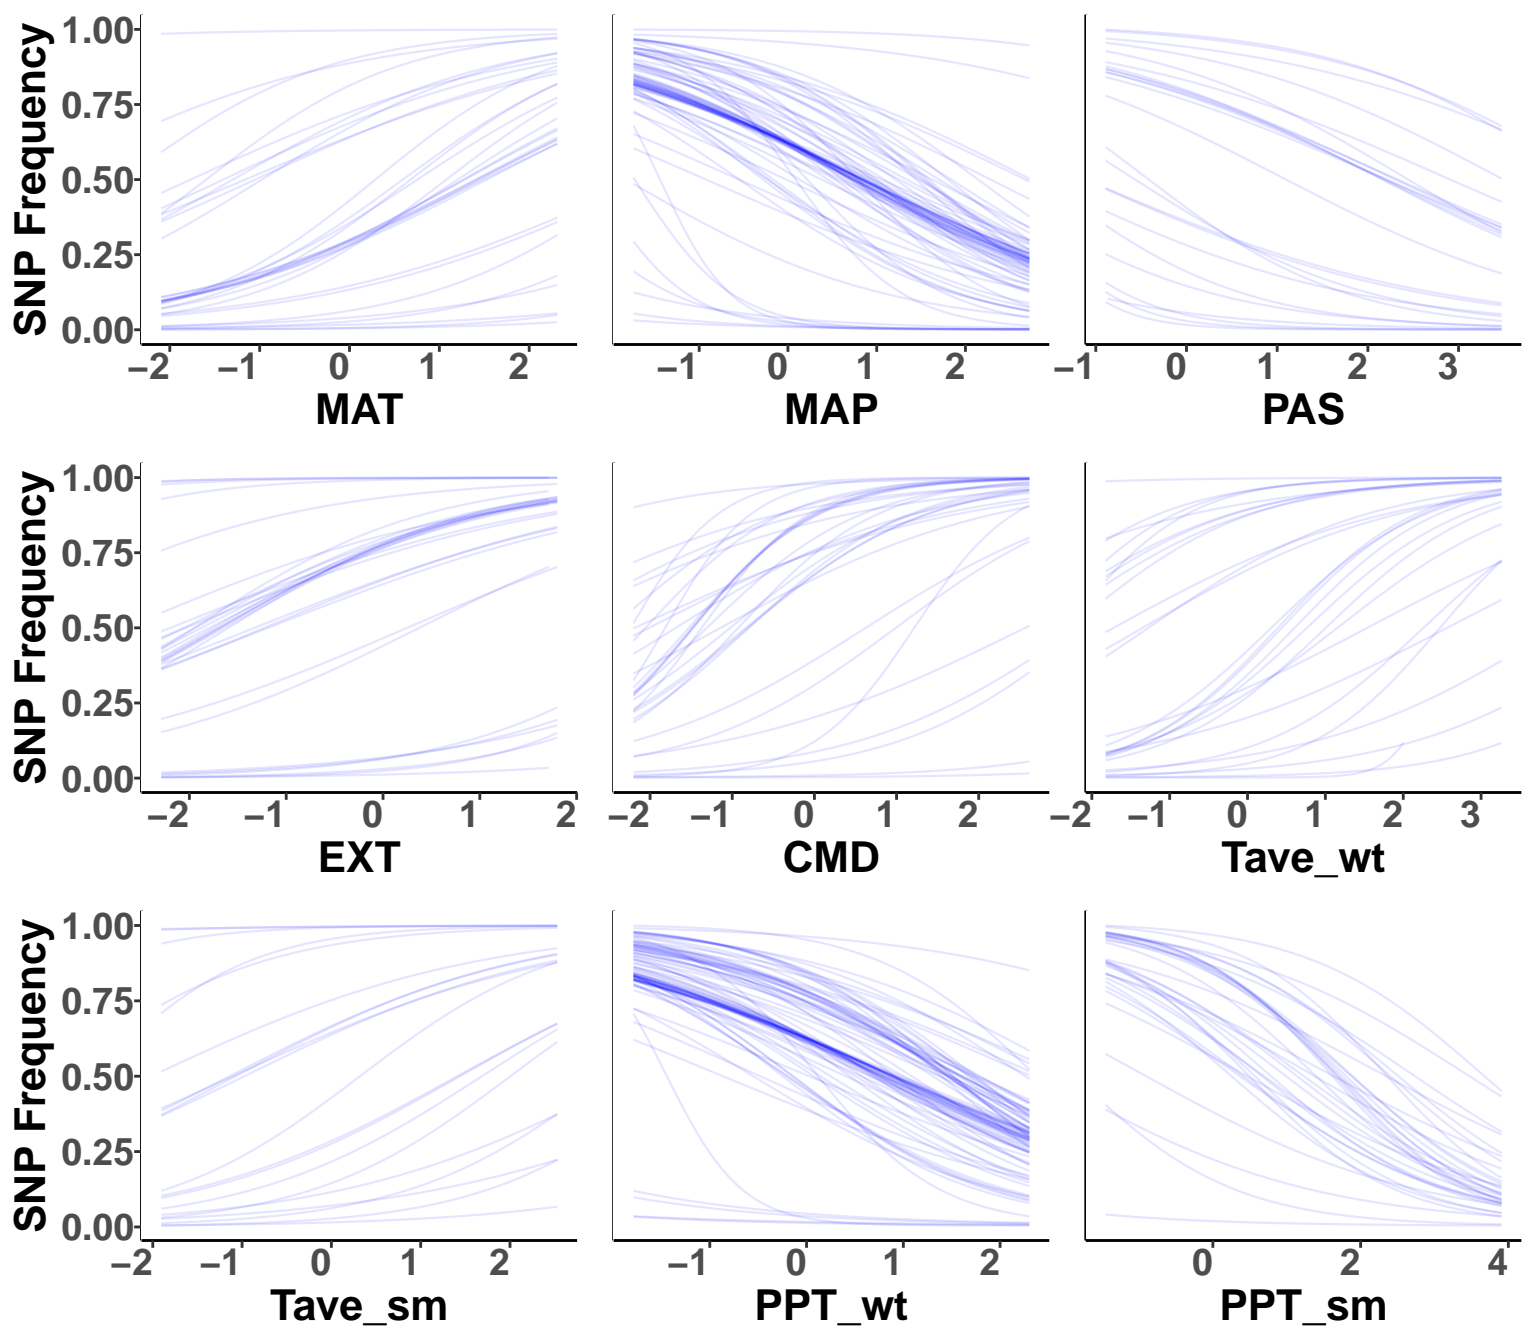 SNP Frequency
1.00
0.75
0.50
0.25
0.00
−2 −1 0 1 2
MAT
−1 0 1 2
MAP
−1 0 1 2 3
PAS
SNP Frequency
1.00
0.75
0.50
0.25
0.00
−2 −1 0 1 2
EXT
−2 −1 0 1 2
CMD
−2 −1 0 1 2 3
Tave_wt
SNP Frequency
1.00
0.75
0.50
0.25
0.00
−2 −1 0 1 2
Tave_sm
−1 0 1 2
PPT_wt
0 2 4
PPT_sm